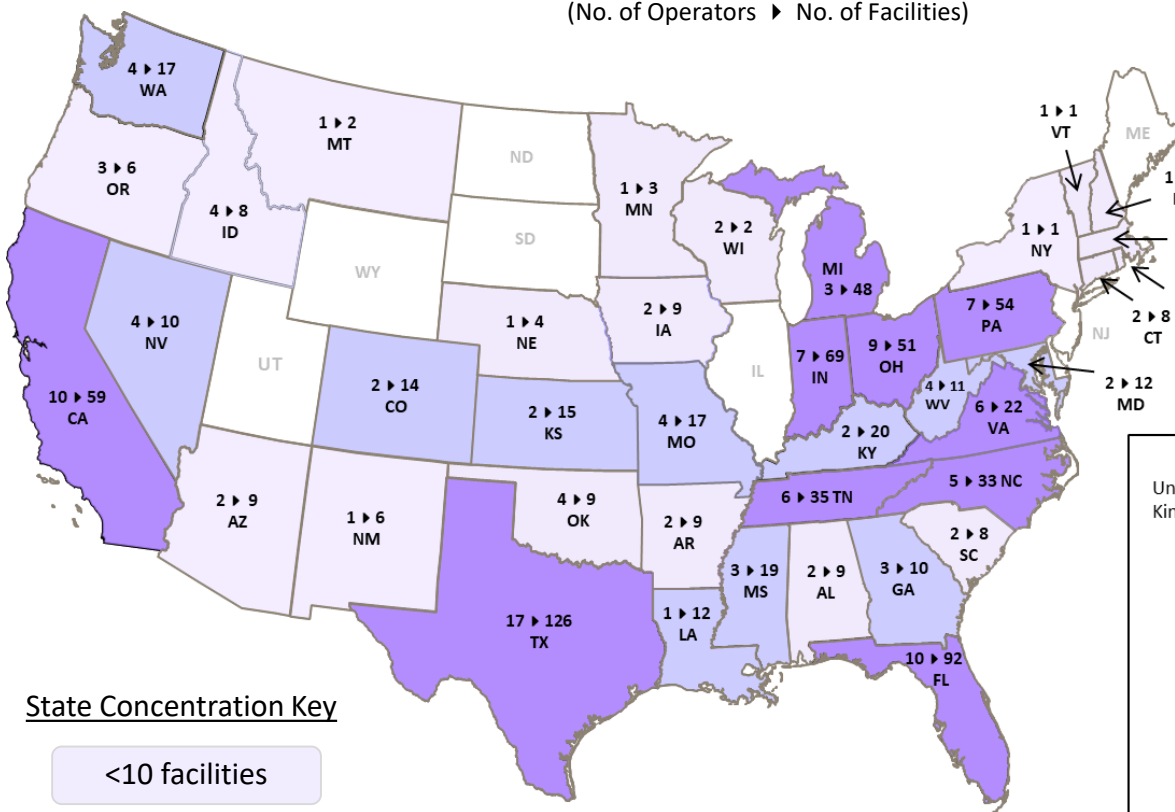 (No. of Operators ▶ No. of Facilities)
4 ▶ 17
WA
1 ▶ 2
MT
ND
1 ▶ 3
MN
1 ▶ 1
VT
ME
3 ▶ 6
OR
4 ▶ 8
ID
SD
2 ▶ 2
WI
1 ▶ 1
NY
1
WY
MI
3 ▶ 48
7 ▶ 54
PA
2 ▶ 8
CT
4 ▶ 10
NV
1 ▶ 4
NE
2 ▶ 9
IA
NJ
UT
2 ▶ 14
CO
IL
7 ▶ 69
IN
9 ▶ 51
OH
4 ▶ 11
WV
2 ▶ 12
MD
10 ▶ 59
CA
2 ▶ 15
KS
4 ▶ 17
MO
2 ▶ 20
KY
6 ▶ 22
VA
2 ▶ 9
AZ
1 ▶ 6
NM
4 ▶ 9
OK
2 ▶ 9
AR
6 ▶ 35 TN
5 ▶ 33 NC
2 ▶ 8
SC
17 ▶ 126
TX
1 ▶ 12
LA
3 ▶ 19
MS
2 ▶ 9
AL
3 ▶ 10
GA
10 ▶ 92
FL
Un
Kin
State Concentration Key
<10 facilities